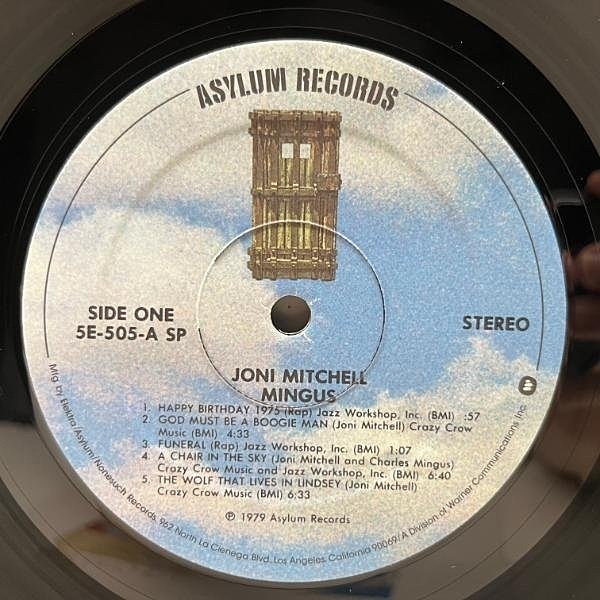 ASYLUM RECORDS
SIDE ONE
5E-505-A SP
STEREO
JONI MITCHELL
MINGUS
1. HAPPY BIRTHDAY 1975 (Rap) Jazz Workshop, Inc. (BMI) :57
2. GOD MUST BE A BOOGIE MAN (Joni Mitchell) Crazy Crow
Music (BMI) 4:33
3. FUNERAL (Rap) Jazz Workshop, Inc. (BMI) 1:07
4. A CHAIR IN THE SKY (Joni Mitchell and Charles Mingus)
Crazy Crow Music and Jazz Workshop, Inc. (BMI) 6:40
5. THE WOLF THAT LIVES IN LINDSEY (Joni Mitchell)
Crazy Crow Music (BMI) 6:33
℗ 1979 Asylum Records
Mfg. by Elektra/Asylum/Nonesuch Records, 962 North La Cienega Blvd., Los Angeles, California 90069/A Division of Warner Communications Inc.